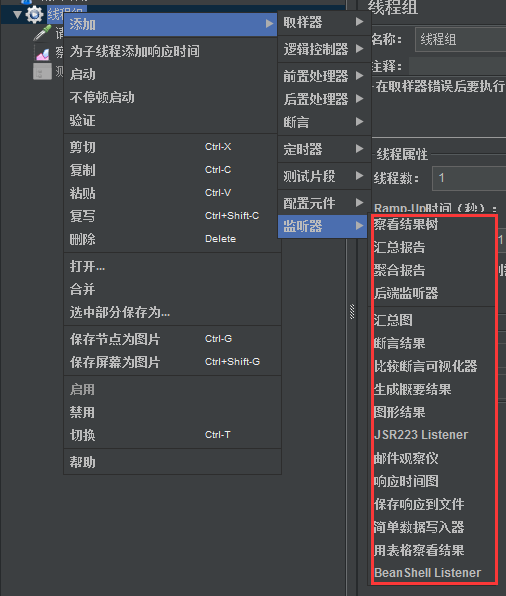 线程组
添加
为子线程添加响应时间
启动
不停顿启动
验证
剪切 Ctrl-X
复制 Ctrl-C
粘贴 Ctrl-V
复写 Ctrl+Shift-C
删除 Delete
打开...
合并
选中部分保存为...
保存节点为图片 Ctrl-G
保存屏幕为图片 Ctrl+Shift-G
启用
禁用
切换 Ctrl-T
帮助
取样器
逻辑控制器
前置处理器
后置处理器
断言
定时器
测试片段
配置元件
监听器
线程组
名称： 线程组
注释：
在取样器错误后要执行
线程属性
线程数： 1
Ramp-Up时间（秒）：
察看结果树
汇总报告
聚合报告
后端监听器
汇总图
断言结果
比较断言可视化器
生成概要结果
图形结果
JSR223 Listener
邮件观察仪
响应时间图
保存响应到文件
简单数据写入器
用表格察看结果
BeanShell Listener